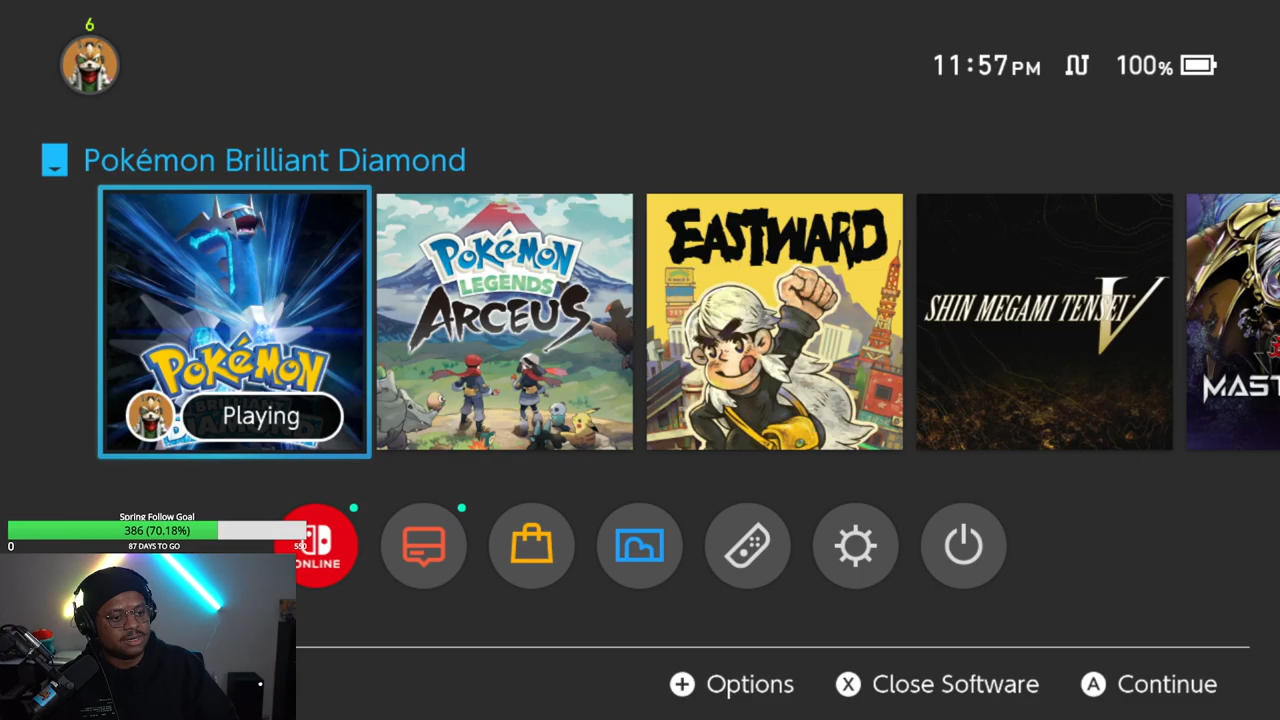 6
11:57PM
100%
Pokémon Brilliant Diamond
POKéMON
Playing
POKéMON
LEGENDS
ARCEUS
EASTWARD
SHIN MEGAMI TENSEI V
MAST
Spring Follow Goal
386 (70.18%)
0
87 DAYS TO GO
550
ONLINE
+ Options
X Close Software
A Continue